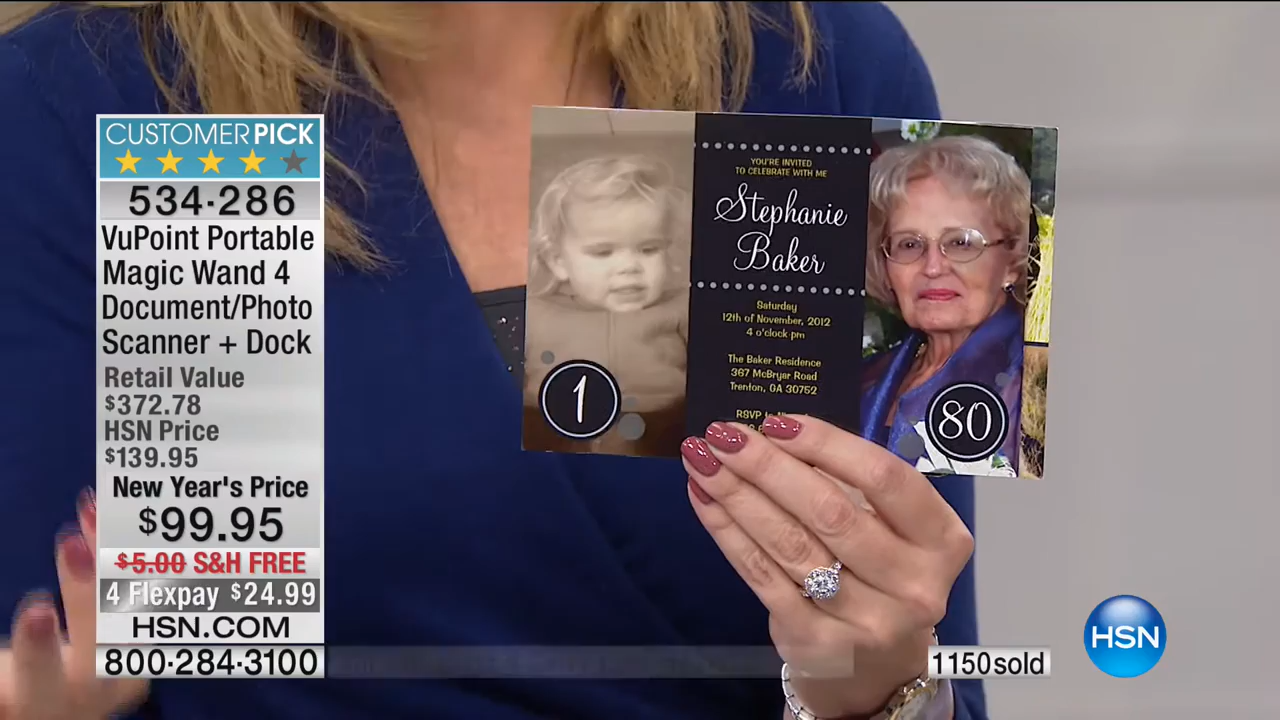 CUSTOMER PICK
534-286
VuPoint Portable
Magic Wand 4
Document/Photo
Scanner + Dock
Retail Value
$372.78
HSN Price
$139.95
New Year's Price
$99.95
$5.00 S&H FREE
4 Flexpay $24.99
HSN.COM
800-284-3100
YOU'RE INVITED
TO CELEBRATE WITH ME
Stephanie
Baker
Saturday
12th of November, 2012
4 o'clock pm
The Baker Residence
367 McBryar Road
Trenton, GA 30752
RSVP
1
80
1150 sold
HSN